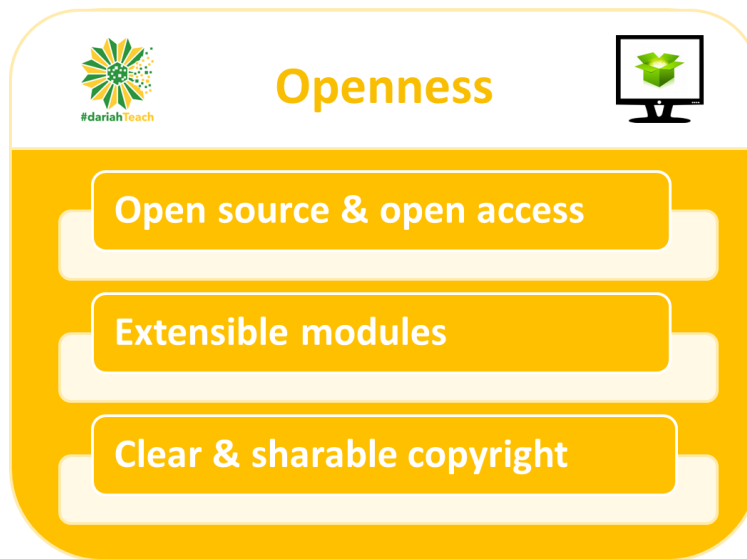 #dariahTeach
Openness
Open source & open access
Extensible modules
Clear & sharable copyright